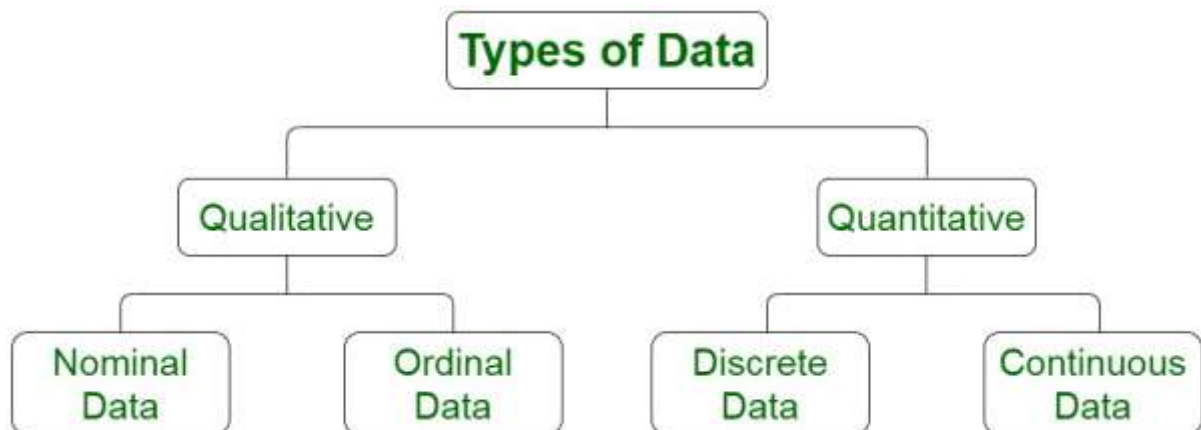 Types of Data
Qualitative
Quantitative
Nominal
Data
Ordinal
Data
Discrete
Data
Continuous
Data